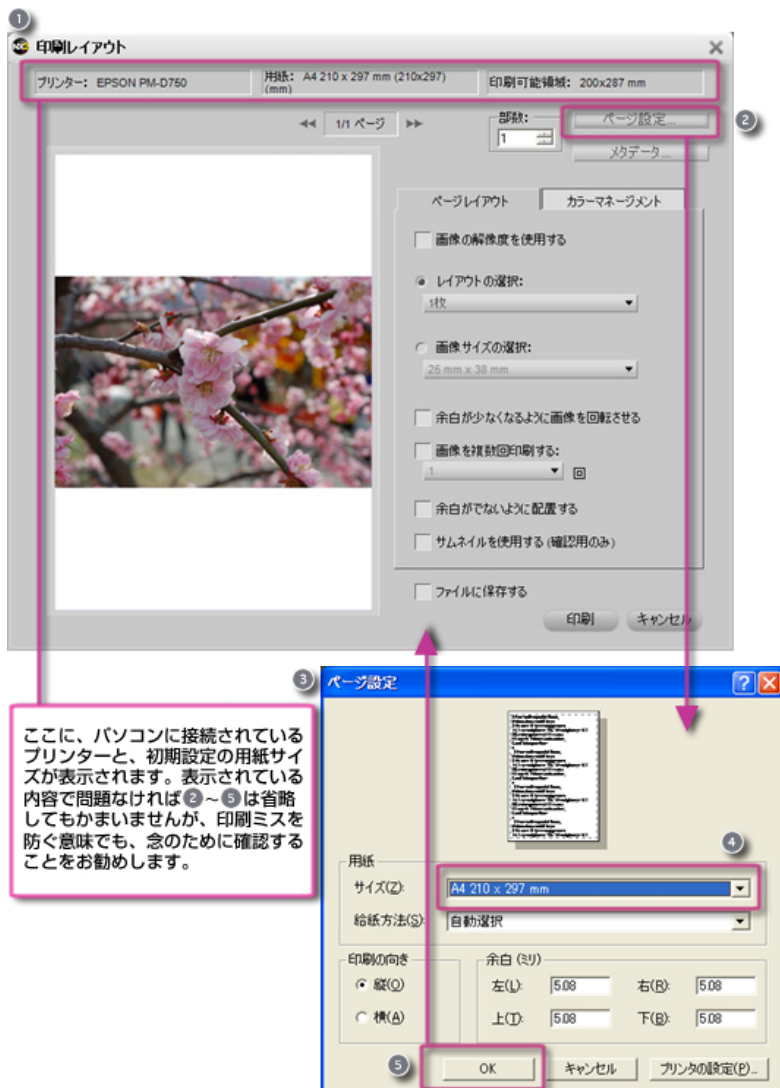 1
印刷レイアウト
プリンター: EPSON PM-D750
用紙: A4 210 x 297 mm (210x297)
(mm)
印刷可能領域: 200x287 mm
1/1 ページ
部数:
1
ページ設定...
2
メタデータ...
ページレイアウト
カラーマネージメント
画像の解像度を使用する
レイアウトの選択:
1枚
画像サイズの選択:
25 mm x 38 mm
余白が少なくなるように画像を回転させる
画像を複数回印刷する:
1
回
余白がでないように配置する
サムネイルを使用する (確認用のみ)
ファイルに保存する
印刷
キャンセル
ここに、パソコンに接続されている
プリンターと、初期設定の用紙サイ
ズが表示されます。表示されている
内容で問題なければ2～5は省略
してもかまいませんが、印刷ミスを
防ぐ意味でも、念のために確認する
ことをお勧めします。
3
ページ設定
用紙
4
サイズ(Z):
A4 210 x 297 mm
給紙方法(S):
自動選択
印刷の向き
縦(O)
横(A)
余白 (ミリ)
左(L):
5.08
右(R):
5.08
上(T):
5.08
下(B):
5.08
5
OK
キャンセル
プリンタの設定(P)...